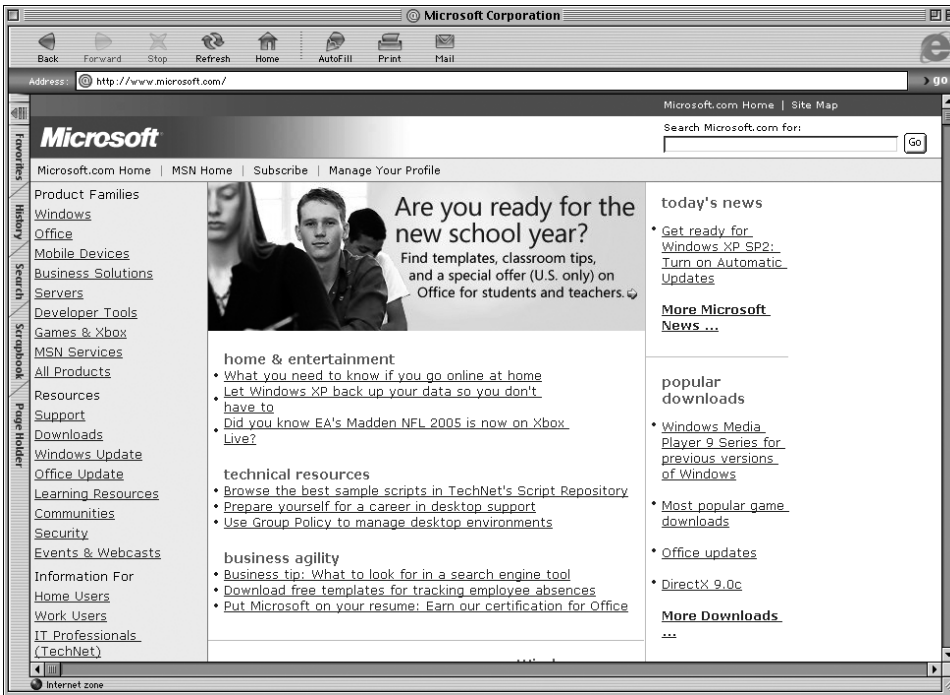 Microsoft Corporation
Back Forward Stop Refresh Home AutoFill Print Mail
Address: http://www.microsoft.com/ go
Favorites
History
Search
Scrapbook
Page Holder
Microsoft.com Home | Site Map
Microsoft
Search Microsoft.com for:
Go
Microsoft.com Home | MSN Home | Subscribe | Manage Your Profile
Product Families
Windows
Office
Mobile Devices
Business Solutions
Servers
Developer Tools
Games & Xbox
MSN Services
All Products
Resources
Support
Downloads
Windows Update
Office Update
Learning Resources
Communities
Security
Events & Webcasts
Information For
Home Users
Work Users
IT Professionals
(TechNet)
Are you ready for the
new school year?
Find templates, classroom tips,
and a special offer (U.S. only) on
Office for students and teachers.
home & entertainment
• What you need to know if you go online at home
• Let Windows XP back up your data so you don't
have to
• Did you know EA's Madden NFL 2005 is now on Xbox
Live?
technical resources
• Browse the best sample scripts in TechNet's Script Repository
• Prepare yourself for a career in desktop support
• Use Group Policy to manage desktop environments
business agility
• Business tip: What to look for in a search engine tool
• Download free templates for tracking employee absences
• Put Microsoft on your resume: Earn our certification for Office
today's news
• Get ready for
Windows XP SP2:
Turn on Automatic
Updates
More Microsoft
News ...
popular
downloads
• Windows Media
Player 9 Series for
previous versions
of Windows
• Most popular game
downloads
• Office updates
• DirectX 9.0c
More Downloads
...
Internet zone